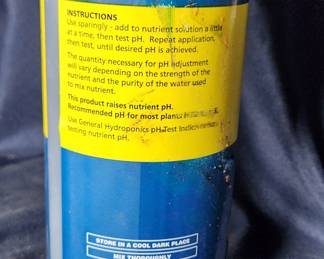 INSTRUCTIONS
Use sparingly - add to nutrient solution a little
at a time, then test pH. Repeat application,
then test, until desired pH is achieved.
The quantity necessary for pH adjustment
will vary depending on the strength of the
nutrient and the purity of the water used
to mix nutrient.
This product raises nutrient pH.
Recommended pH for most plants
Use General Hydroponics pH Test Indicator
testing nutrient pH.
STORE IN A COOL DARK PLACE
MIX THOROUGHLY